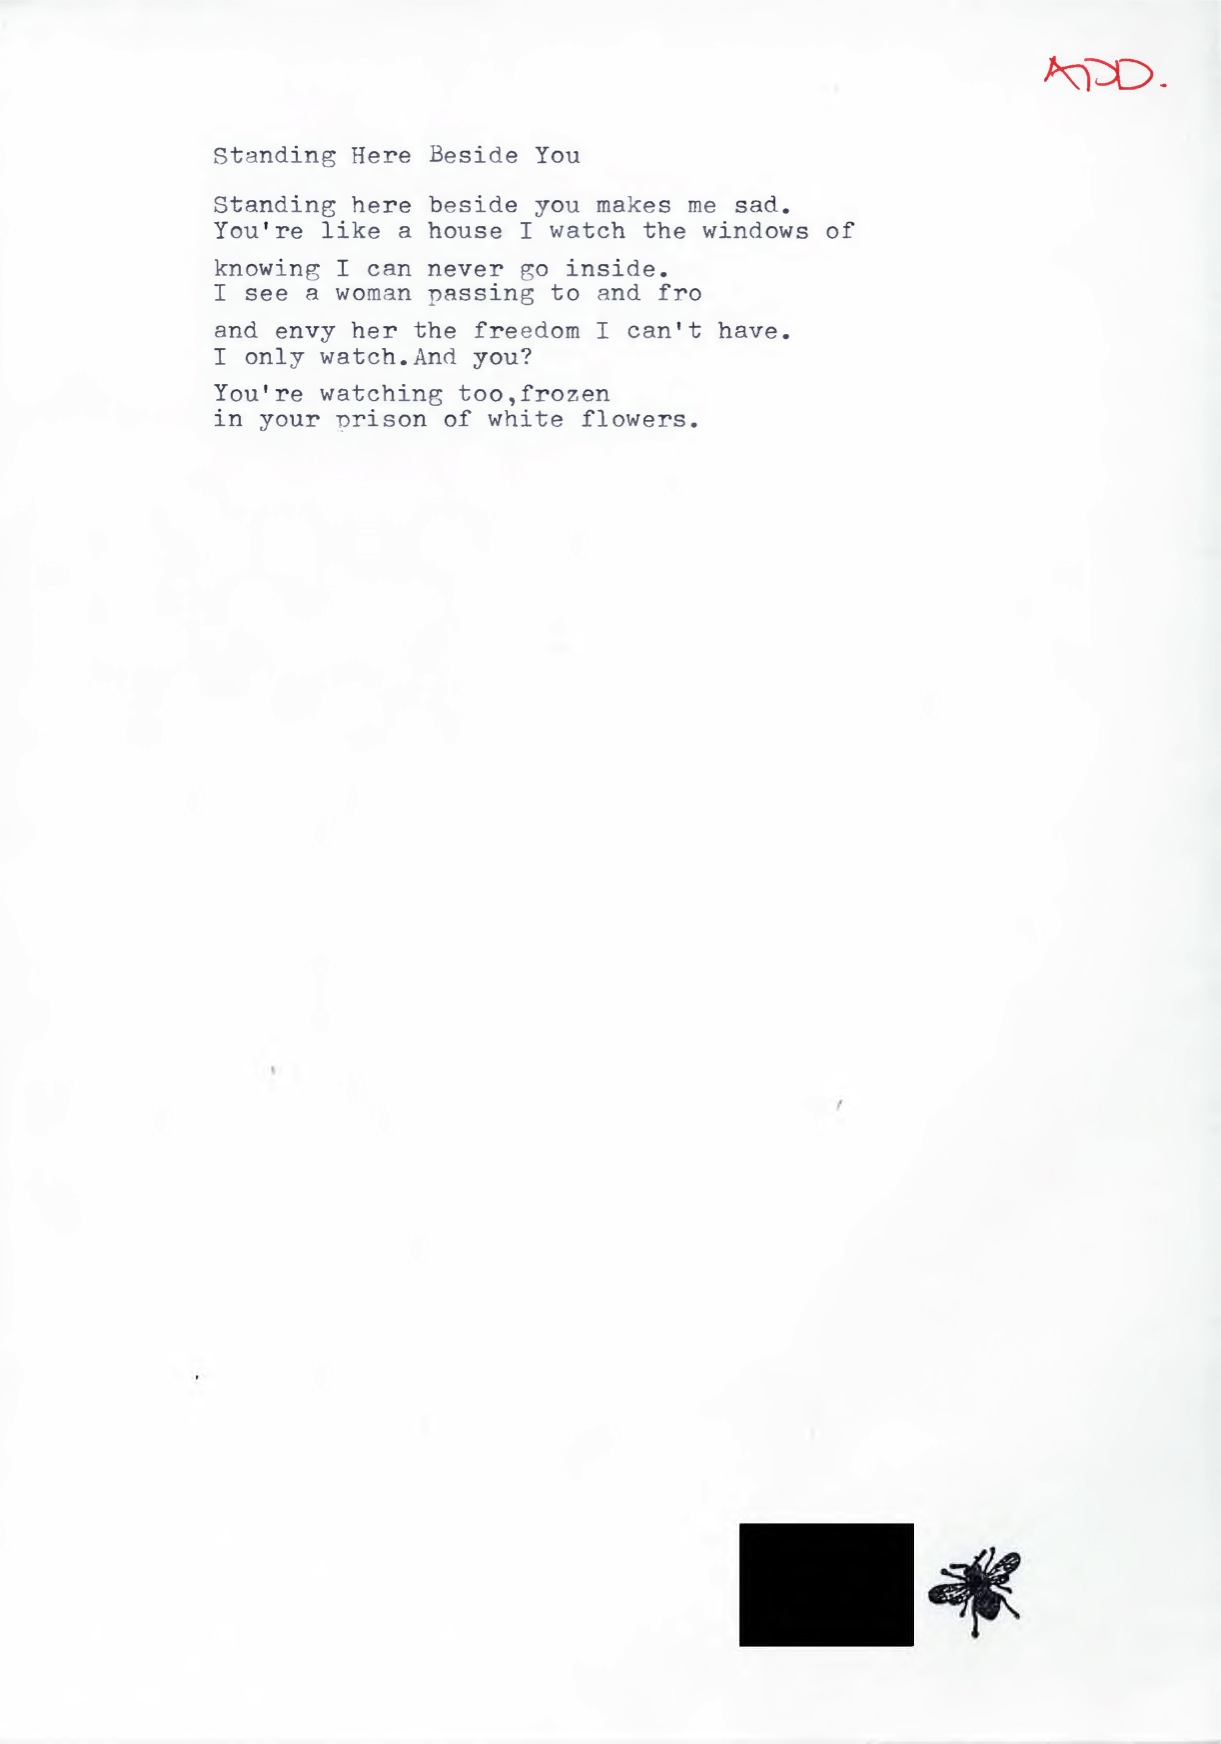 ADD.
Standing Here Beside You
Standing here beside you makes me sad.
You're like a house I watch the windows of
knowing I can never go inside.
I see a woman passing to and fro
and envy her the freedom I can't have.
I only watch.And you?
You're watching too,frozen
in your prison of white flowers.